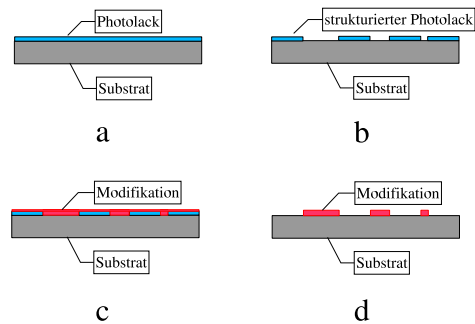 Photolack
Substrat
a
strukturierter Photolack
Substrat
b
Modifikation
Substrat
c
Modifikation
Substrat
d